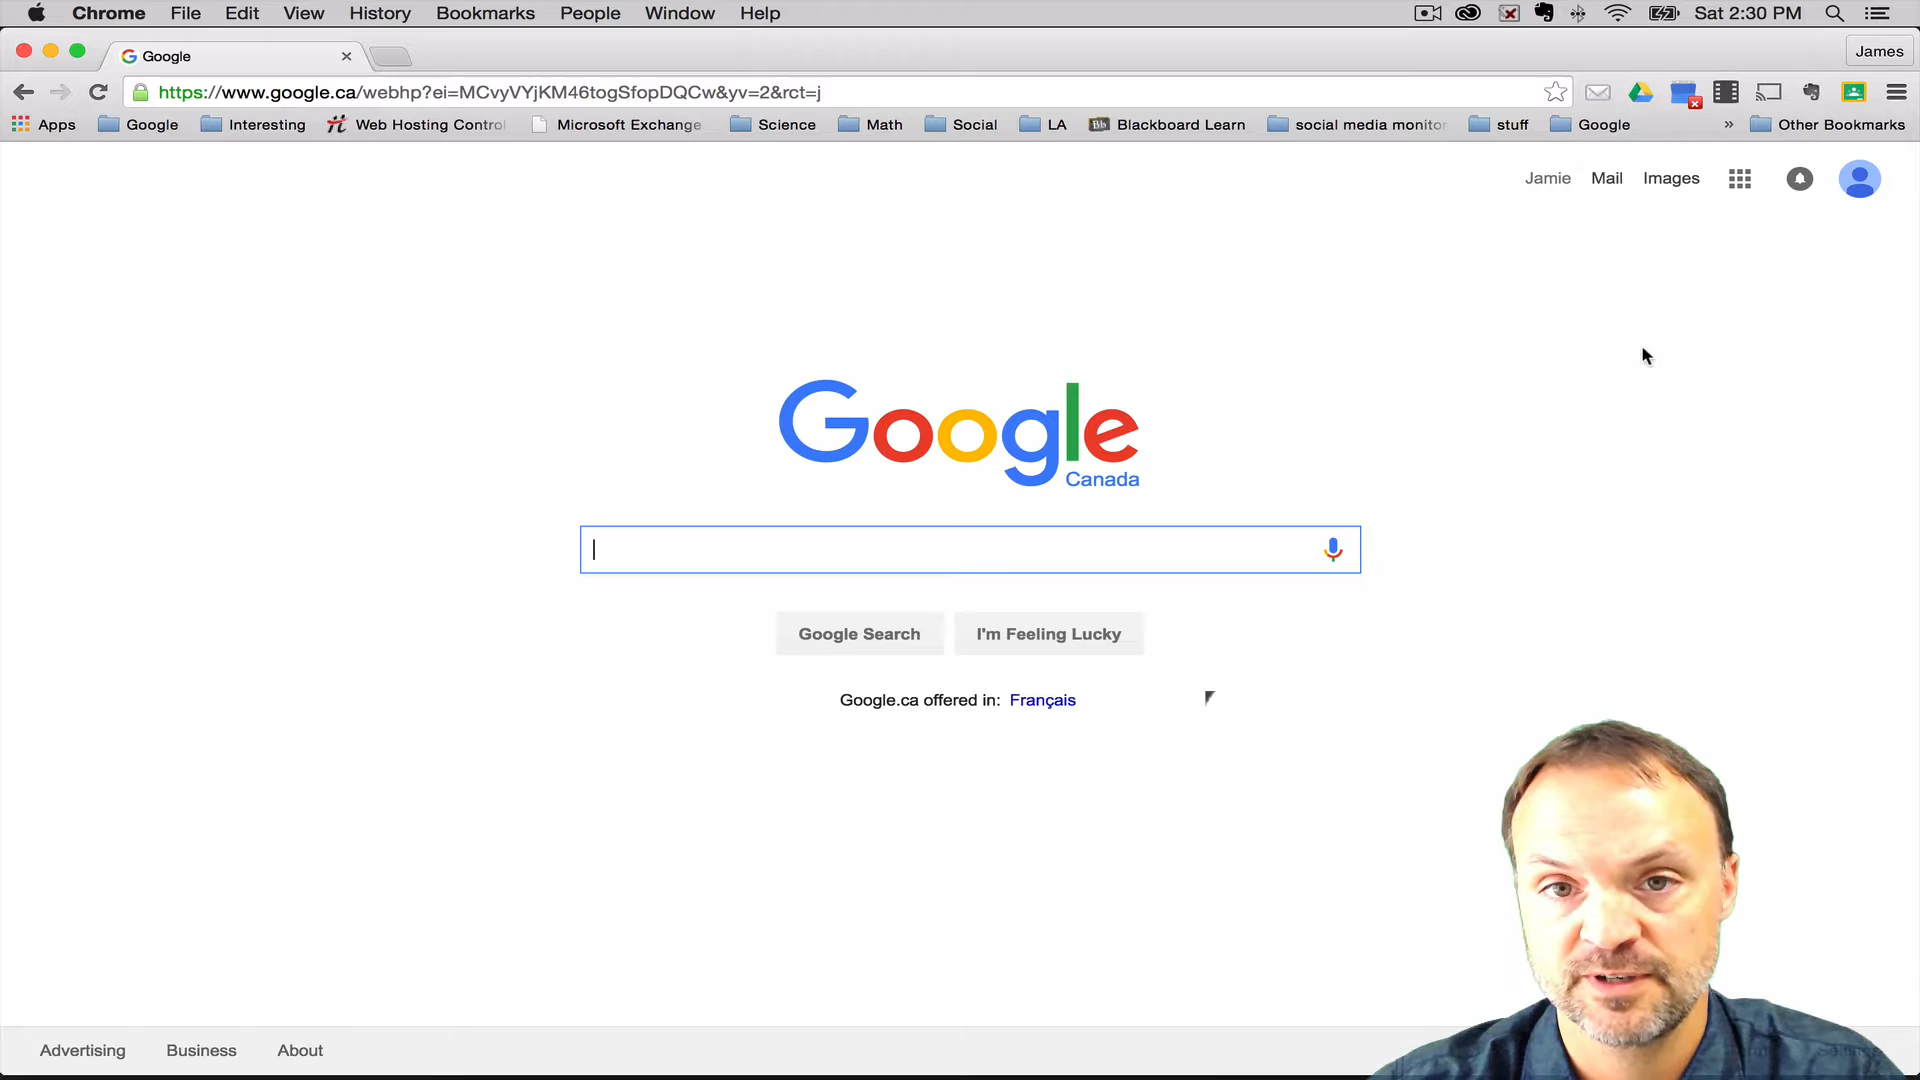 Chrome File Edit View History Bookmarks People Window Help Sat 2:30 PM
Google James
https://www.google.ca/webhp?ei=MCvyVYjKM46togSfopDQCw&yv=2&rct=j
Apps Google Interesting Web Hosting Contro Microsoft Exchange Science Math Social LA Bb Blackboard Learn social media monitor stuff Google » Other Bookmarks
Jamie Mail Images
Google
Canada
Google Search I'm Feeling Lucky
Google.ca offered in: Français
Advertising Business About